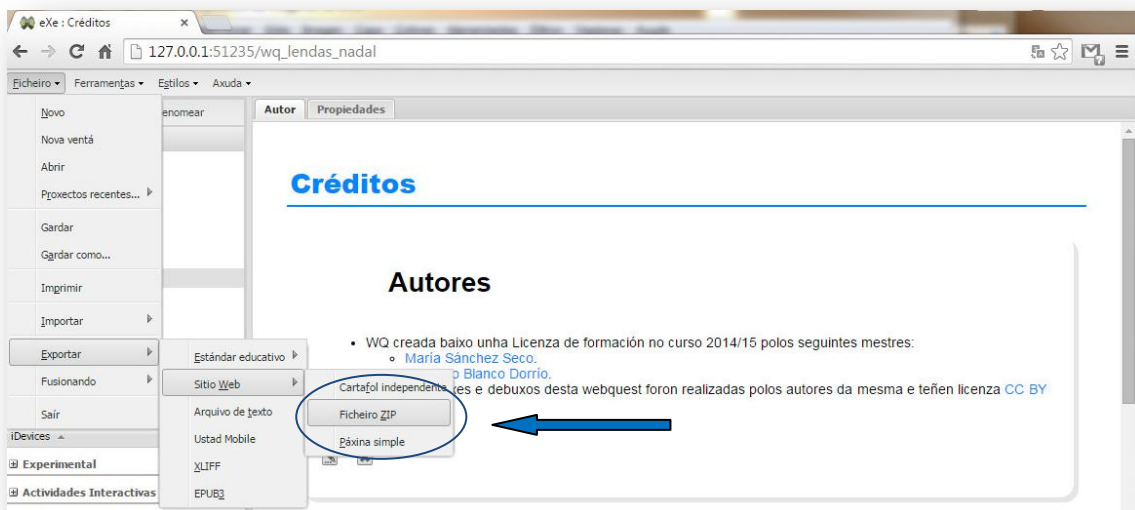 eXe : Créditos
127.0.0.1:51235/wq_lendas_nadal
Ficheiro Ferramentas Estilos Axuda
Novo
enomear
Autor Propiedades
Nova ventá
Abrir
Proxectos recentes...
Gardar
Gardar como...
Imprimir
Importar
Exportar
Fusionando
Saír
iDevices
Experimental
Actividades Interactivas
Estándar educativo
Sitio Web
Arquivo de texto
Ustad Mobile
XLIFF
EPUB3
Cartafol independente
Ficheiro ZIP
Páxina simple
Créditos
Autores
WQ creada baixo unha Licenza de formación no curso 2014/15 polos seguintes mestres:
María Sánchez Seco.
Blanco Dorrío.
e debuxos desta webquest foron realizadas polos autores da mesma e teñen licenza CC BY